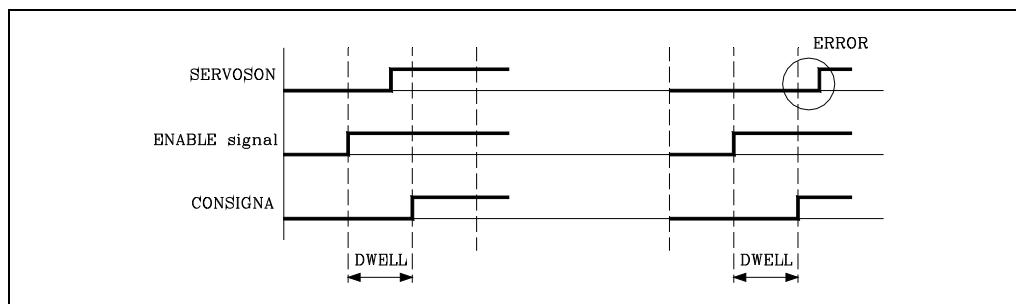 ERROR
SERVOSON
ENABLE signal
CONSIGNA
DWELL
DWELL